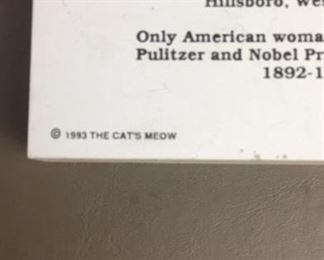 Hillsboro, We
Only American woma
Pulitzer and Nobel Pr
1892-1
© 1993 THE CAT'S MEOW